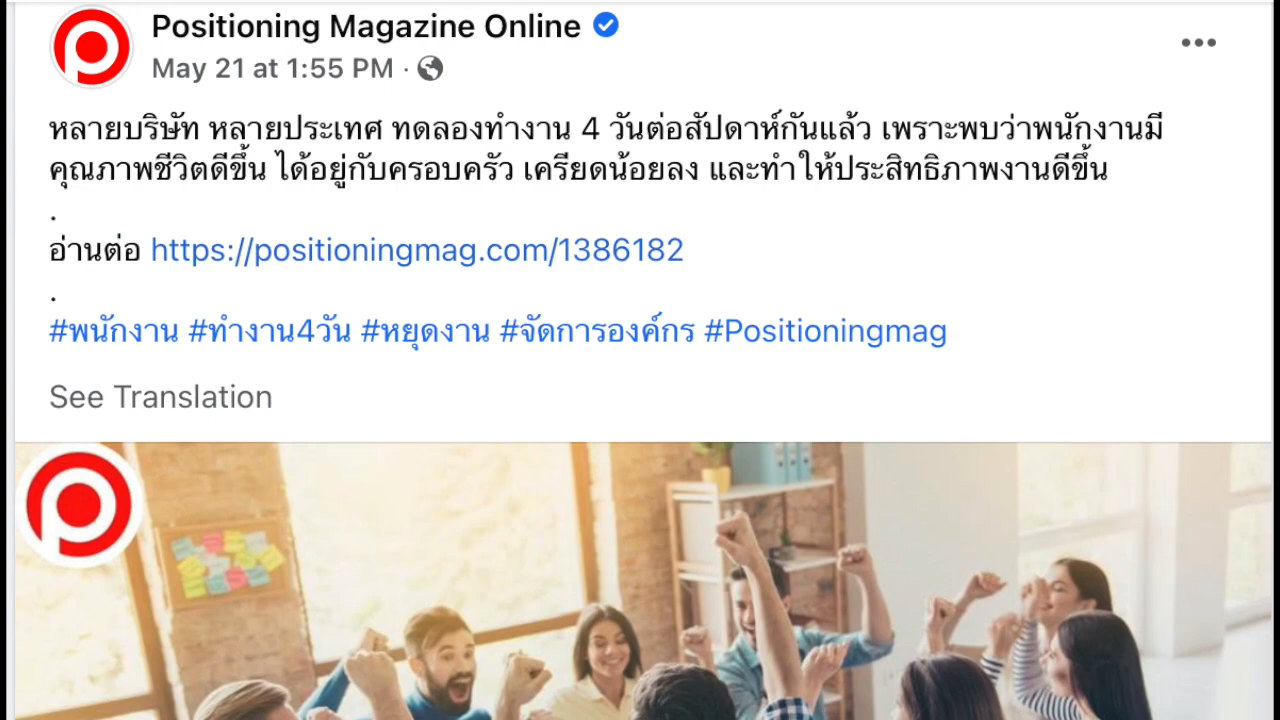 Positioning Magazine Online
May 21 at 1:55 PM ·
หลายบริษัท หลายประเทศ ทดลองทำงาน 4 วันต่อสัปดาห์กันแล้ว เพราะพบว่าพนักงานมี
คุณภาพชีวิตดีขึ้น ได้อยู่กับครอบครัว เครียดน้อยลง และทำให้ประสิทธิภาพงานดีขึ้น
.
อ่านต่อ https://positioningmag.com/1386182
.
#พนักงาน #ทำงาน4วัน #หยุดงาน #จัดการองค์กร #Positioningmag
See Translation